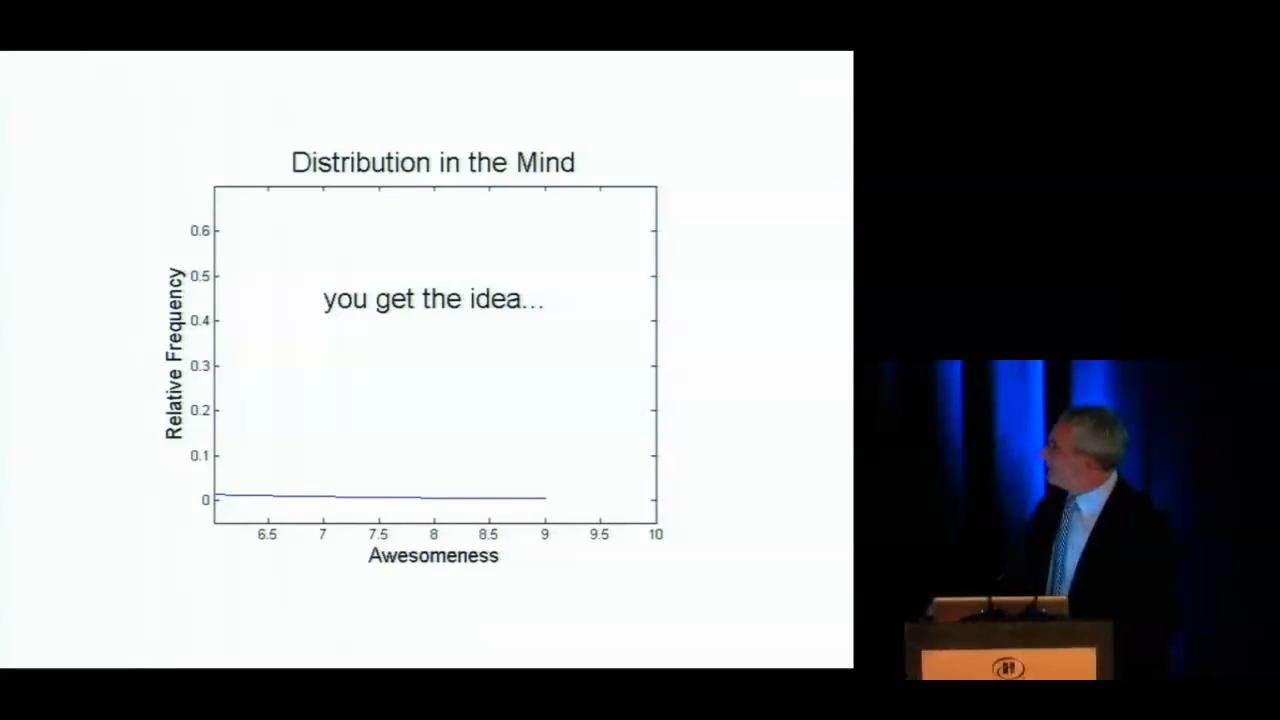 Distribution in the Mind
0.6
you get the idea...
0.5
0.4
0.3
0.2
0.1
0
Relative Frequency
6.5 7 7.5 8 8.5 9 9.5 10
Awesomeness